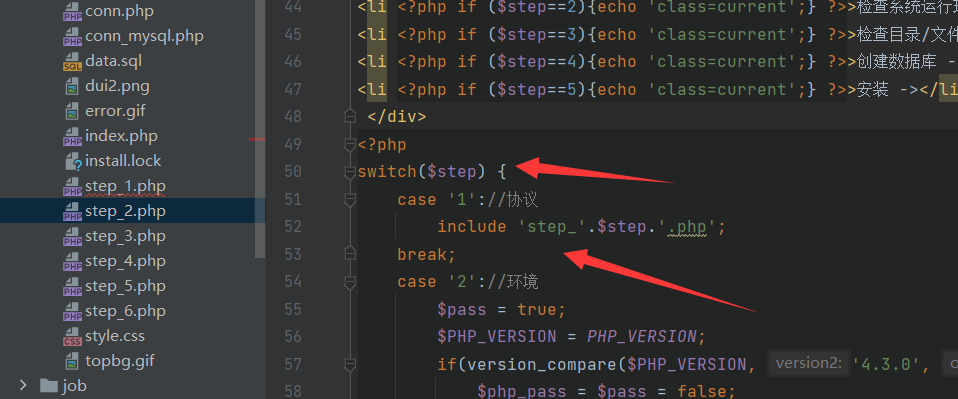 conn.php
conn_mysql.php
data.sql
dui2.png
error.gif
index.php
install.lock
step_1.php
step_2.php
step_3.php
step_4.php
step_5.php
step_6.php
style.css
topbg.gif
job
44 <li <?php if ($step==2){echo 'class=current';} ?>>检查系统运行
45 <li <?php if ($step==3){echo 'class=current';} ?>>检查目录/文件
46 <li <?php if ($step==4){echo 'class=current';} ?>>创建数据库 -
47 <li <?php if ($step==5){echo 'class=current';} ?>>安装 -></li
48 </div>
49 <?php
50 switch($step) {
51 case '1'://协议
52 include 'step_'.$step.'.php';
53 break;
54 case '2'://环境
55 $pass = true;
56 $PHP_VERSION = PHP_VERSION;
57 if(version_compare($PHP_VERSION, version2: '4.3.0',
58 $php_pass = $pass = false;